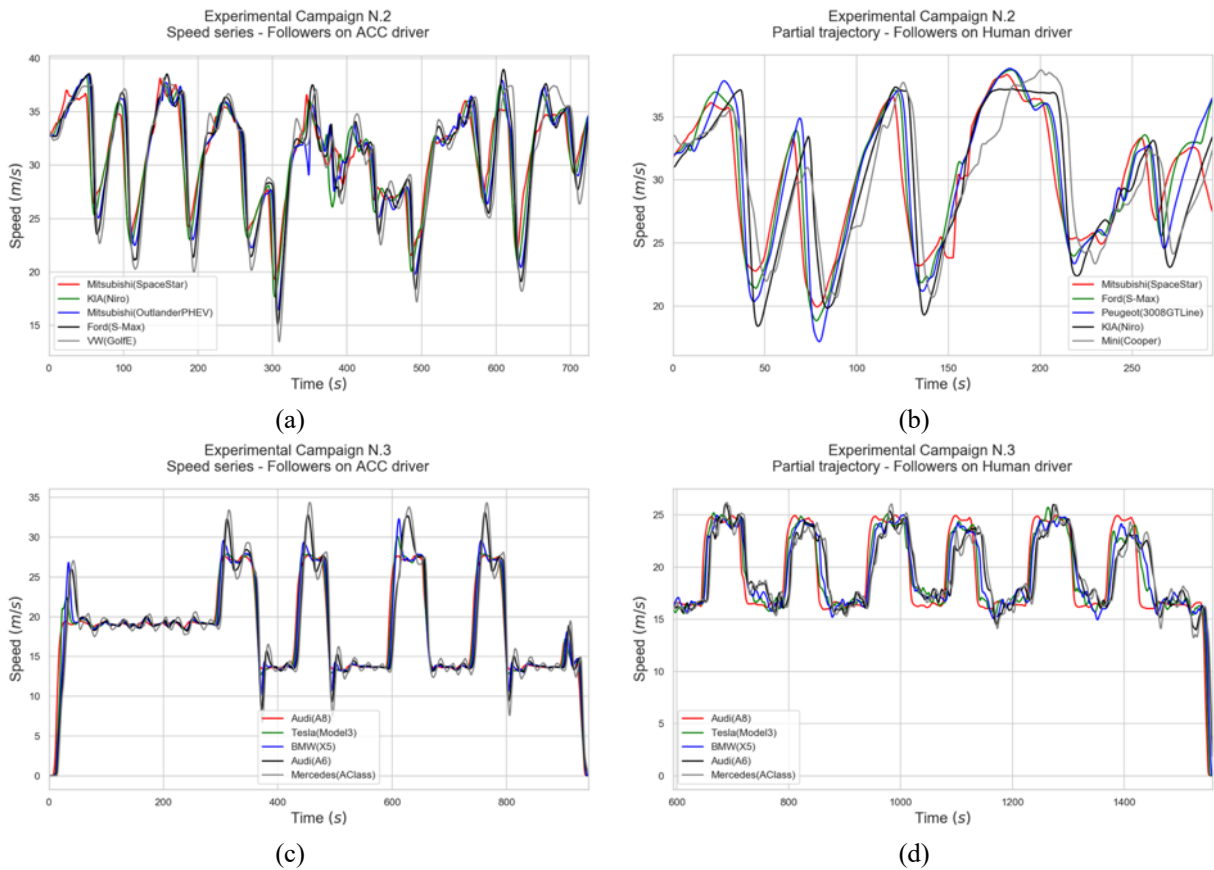 Experimental Campaign N.2
Speed series - Followers on ACC driver
40
35
30
25
20
15
Speed (m/s)
Mitsubishi(SpaceStar)
KIA(Niro)
Mitsubishi(OutlanderPHEV)
Ford(S-Max)
VW(GolfE)
0 100 200 300 400 500 600 700
Time (s)
(a)
Experimental Campaign N.2
Partial trajectory - Followers on Human driver
35
30
25
20
Speed (m/s)
Mitsubishi(SpaceStar)
Ford(S-Max)
Peugeot(3008GTLine)
KIA(Niro)
Mini(Cooper)
0 50 100 150 200 250
Time (s)
(b)
Experimental Campaign N.3
Speed series - Followers on ACC driver
35
30
25
20
15
10
5
0
Speed (m/s)
Audi(A8)
Tesla(Model3)
BMW(X5)
Audi(A6)
Mercedes(AClass)
0 200 400 600 800
Time (s)
(c)
Experimental Campaign N.3
Partial trajectory - Followers on Human driver
25
20
15
10
5
0
Speed (m/s)
Audi(A8)
Tesla(Model3)
BMW(X5)
Audi(A6)
Mercedes(AClass)
600 800 1000 1200 1400
Time (s)
(d)